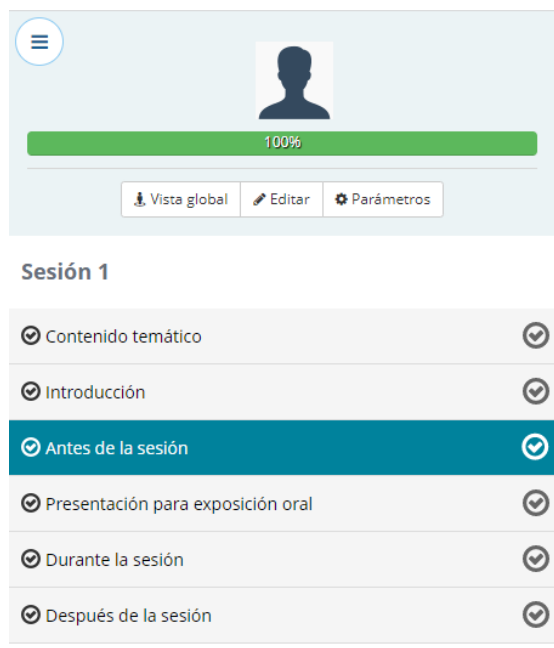 100%
Vista global Editar Parámetros
Sesión 1
Contenido temático
Introducción
Antes de la sesión
Presentación para exposición oral
Durante la sesión
Después de la sesión